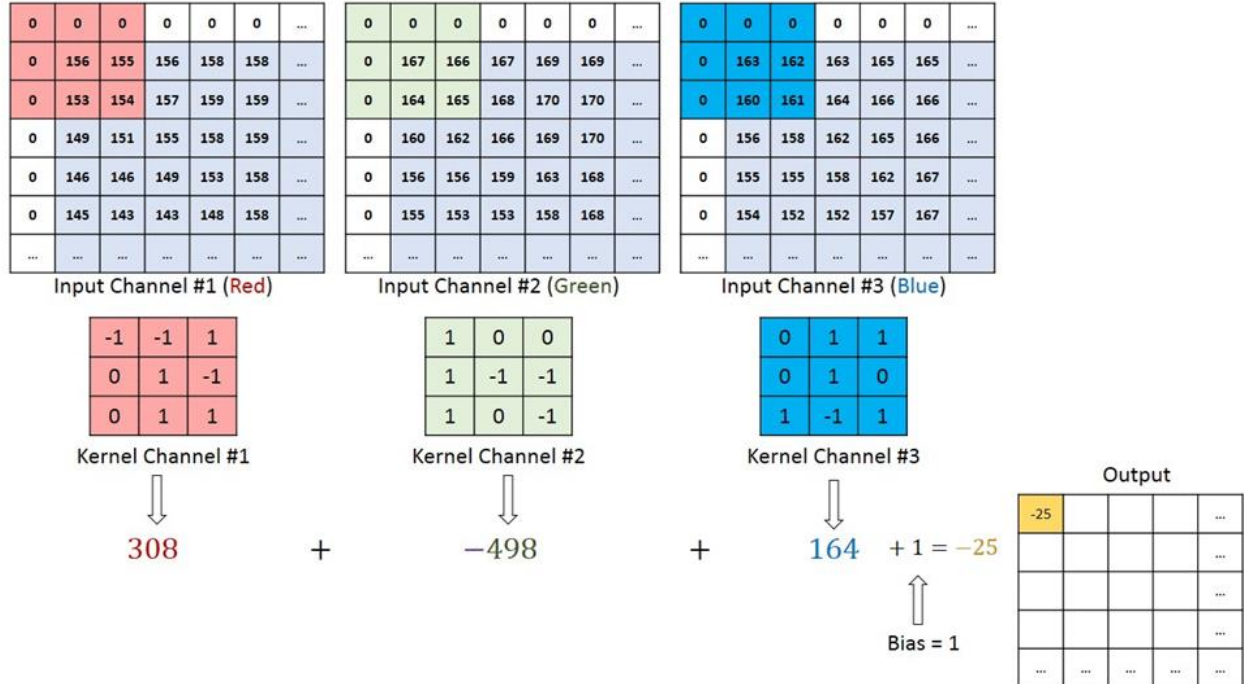 0 0 0 0 0 0 ...
0 156 155 156 158 158 ...
0 153 154 157 159 159 ...
0 149 151 155 158 159 ...
0 146 146 149 153 158 ...
0 145 143 143 148 158 ...
... ... ... ... ... ... ...
Input Channel #1 (Red)
0 0 0 0 0 0 ...
0 167 166 167 169 169 ...
0 164 165 168 170 170 ...
0 160 162 166 169 170 ...
0 156 156 159 163 168 ...
0 155 153 153 158 168 ...
... ... ... ... ... ... ...
Input Channel #2 (Green)
0 0 0 0 0 0 ...
0 163 162 163 165 165 ...
0 160 161 164 166 166 ...
0 156 158 162 165 166 ...
0 155 155 158 162 167 ...
0 154 152 152 157 167 ...
... ... ... ... ... ... ...
Input Channel #3 (Blue)
-1 -1 1
0 1 -1
0 1 1
Kernel Channel #1
1 0 0
1 -1 -1
1 0 -1
Kernel Channel #2
0 1 1
0 1 0
1 -1 1
Kernel Channel #3
308 + −498 + 164 + 1 = −25
Bias = 1
Output
-25 ...
...
...
...
... ... ... ... ...